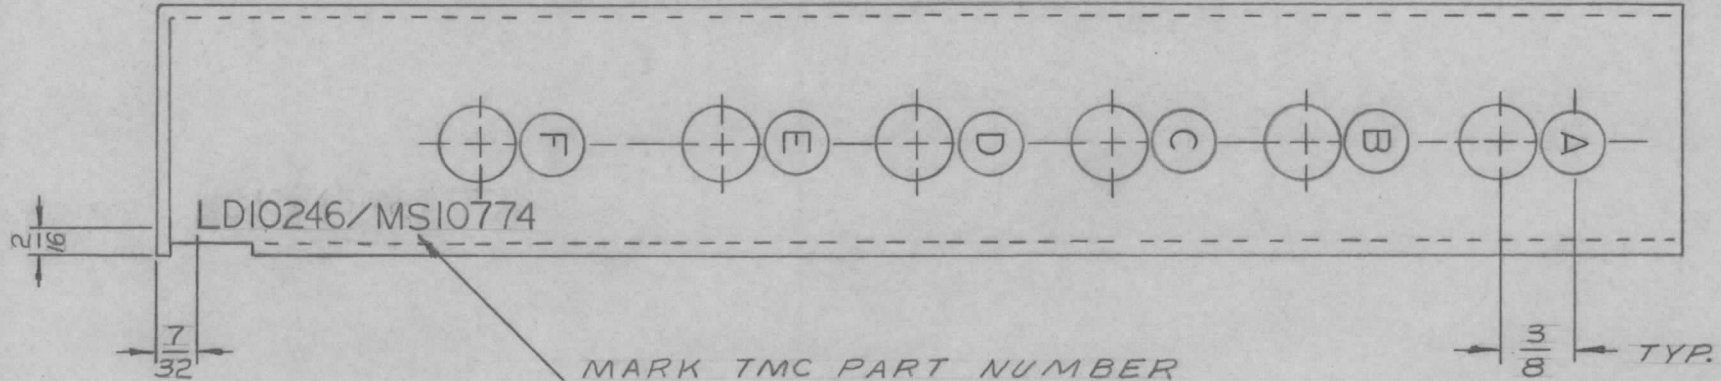 F E D C B A
LD10246/MS10774
2/16
7/32
MARK TMC PART NUMBER
3/8 TYP.